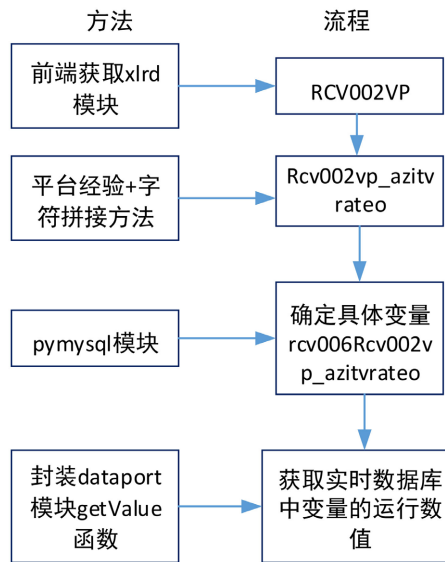 方法
流程
前端获取xlrd
模块
RCV002VP
平台经验+字
符拼接方法
Rcv002vp_azitv
rateo
pymysql模块
确定具体变量
rcv006Rcv002v
p_azitvrateo
封装dataport
模块getValue
函数
获取实时数据库
中变量的运行数
值